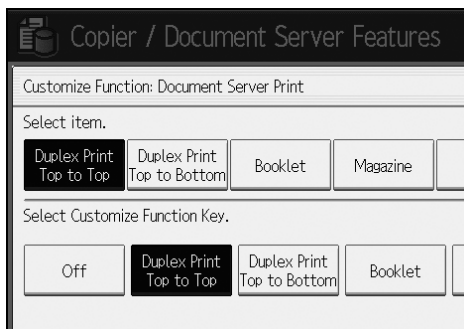 Copier / Document Server Features
Customize Function: Document Server Print
Select item.
Duplex Print
Top to Top
Duplex Print
Top to Bottom
Booklet
Magazine
Select Customize Function Key.
Off
Duplex Print
Top to Top
Duplex Print
Top to Bottom
Booklet